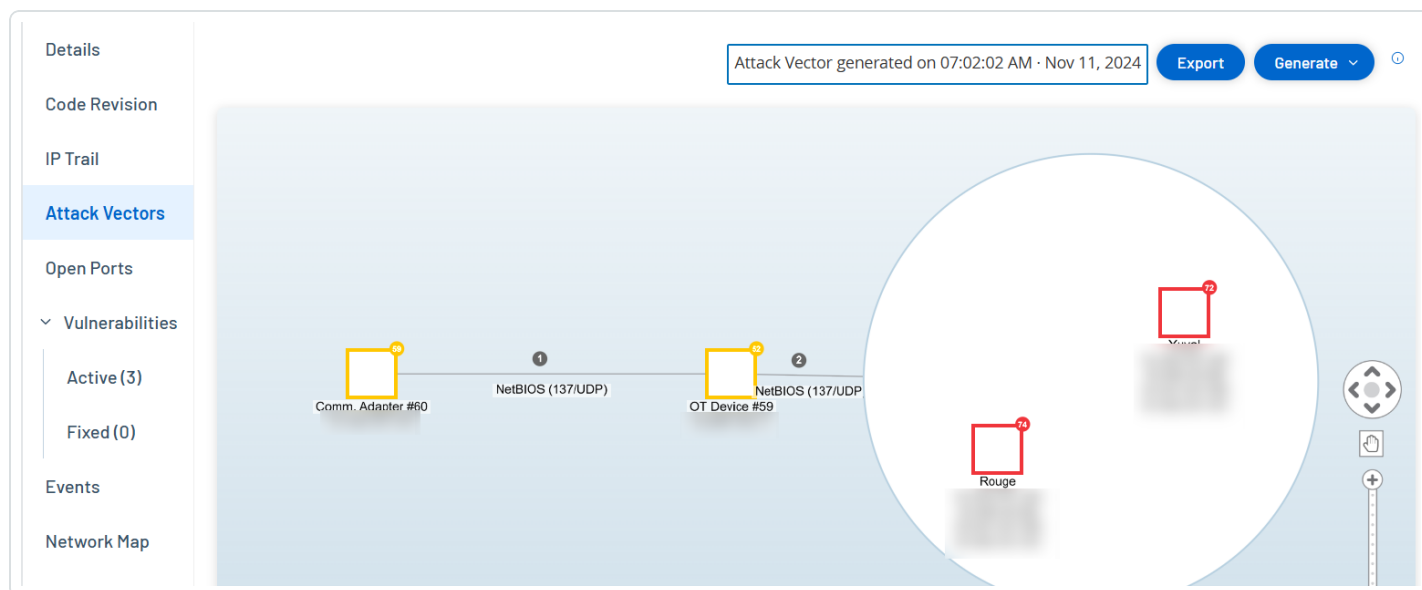 Details
Code Revision
IP Trail
Attack Vectors
Open Ports
Vulnerabilities
Active (3)
Fixed (0)
Events
Network Map
Attack Vector generated on 07:02:02 AM · Nov 11, 2024
Export
Generate
59
1
NetBIOS (137/UDP)
Comm. Adapter #60
52
2
NetBIOS (137/UDP
OT Device #59
72
74
Rouge